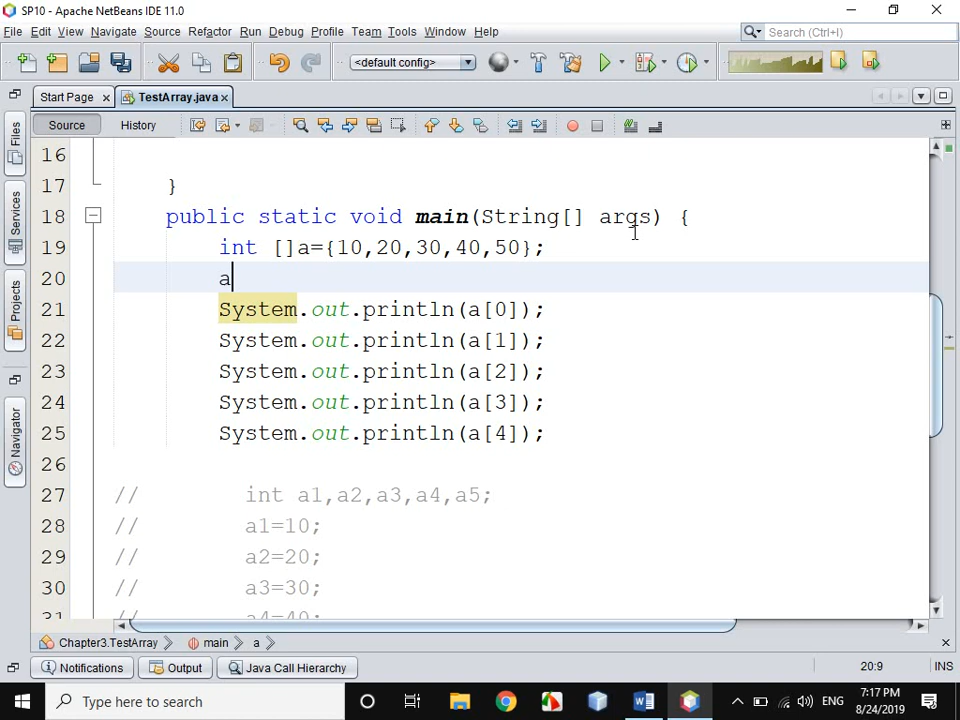 SP10 - Apache NetBeans IDE 11.0
File Edit View Navigate Source Refactor Run Debug Profile Team Tools Window Help
Search (Ctrl+I)
<default config>
Start Page TestArray.java
Source History
Files
Services
Projects
Navigator
16
17 }
18 public static void main(String[] args) {
19 int []a={10,20,30,40,50};
20 a
21 System.out.println(a[0]);
22 System.out.println(a[1]);
23 System.out.println(a[2]);
24 System.out.println(a[3]);
25 System.out.println(a[4]);
26
27 // int a1,a2,a3,a4,a5;
28 // a1=10;
29 // a2=20;
30 // a3=30;
31 // a4=40;
Chapter3.TestArray main a
Notifications Output Java Call Hierarchy 20:9 INS
Type here to search ENG 7:17 PM
8/24/2019